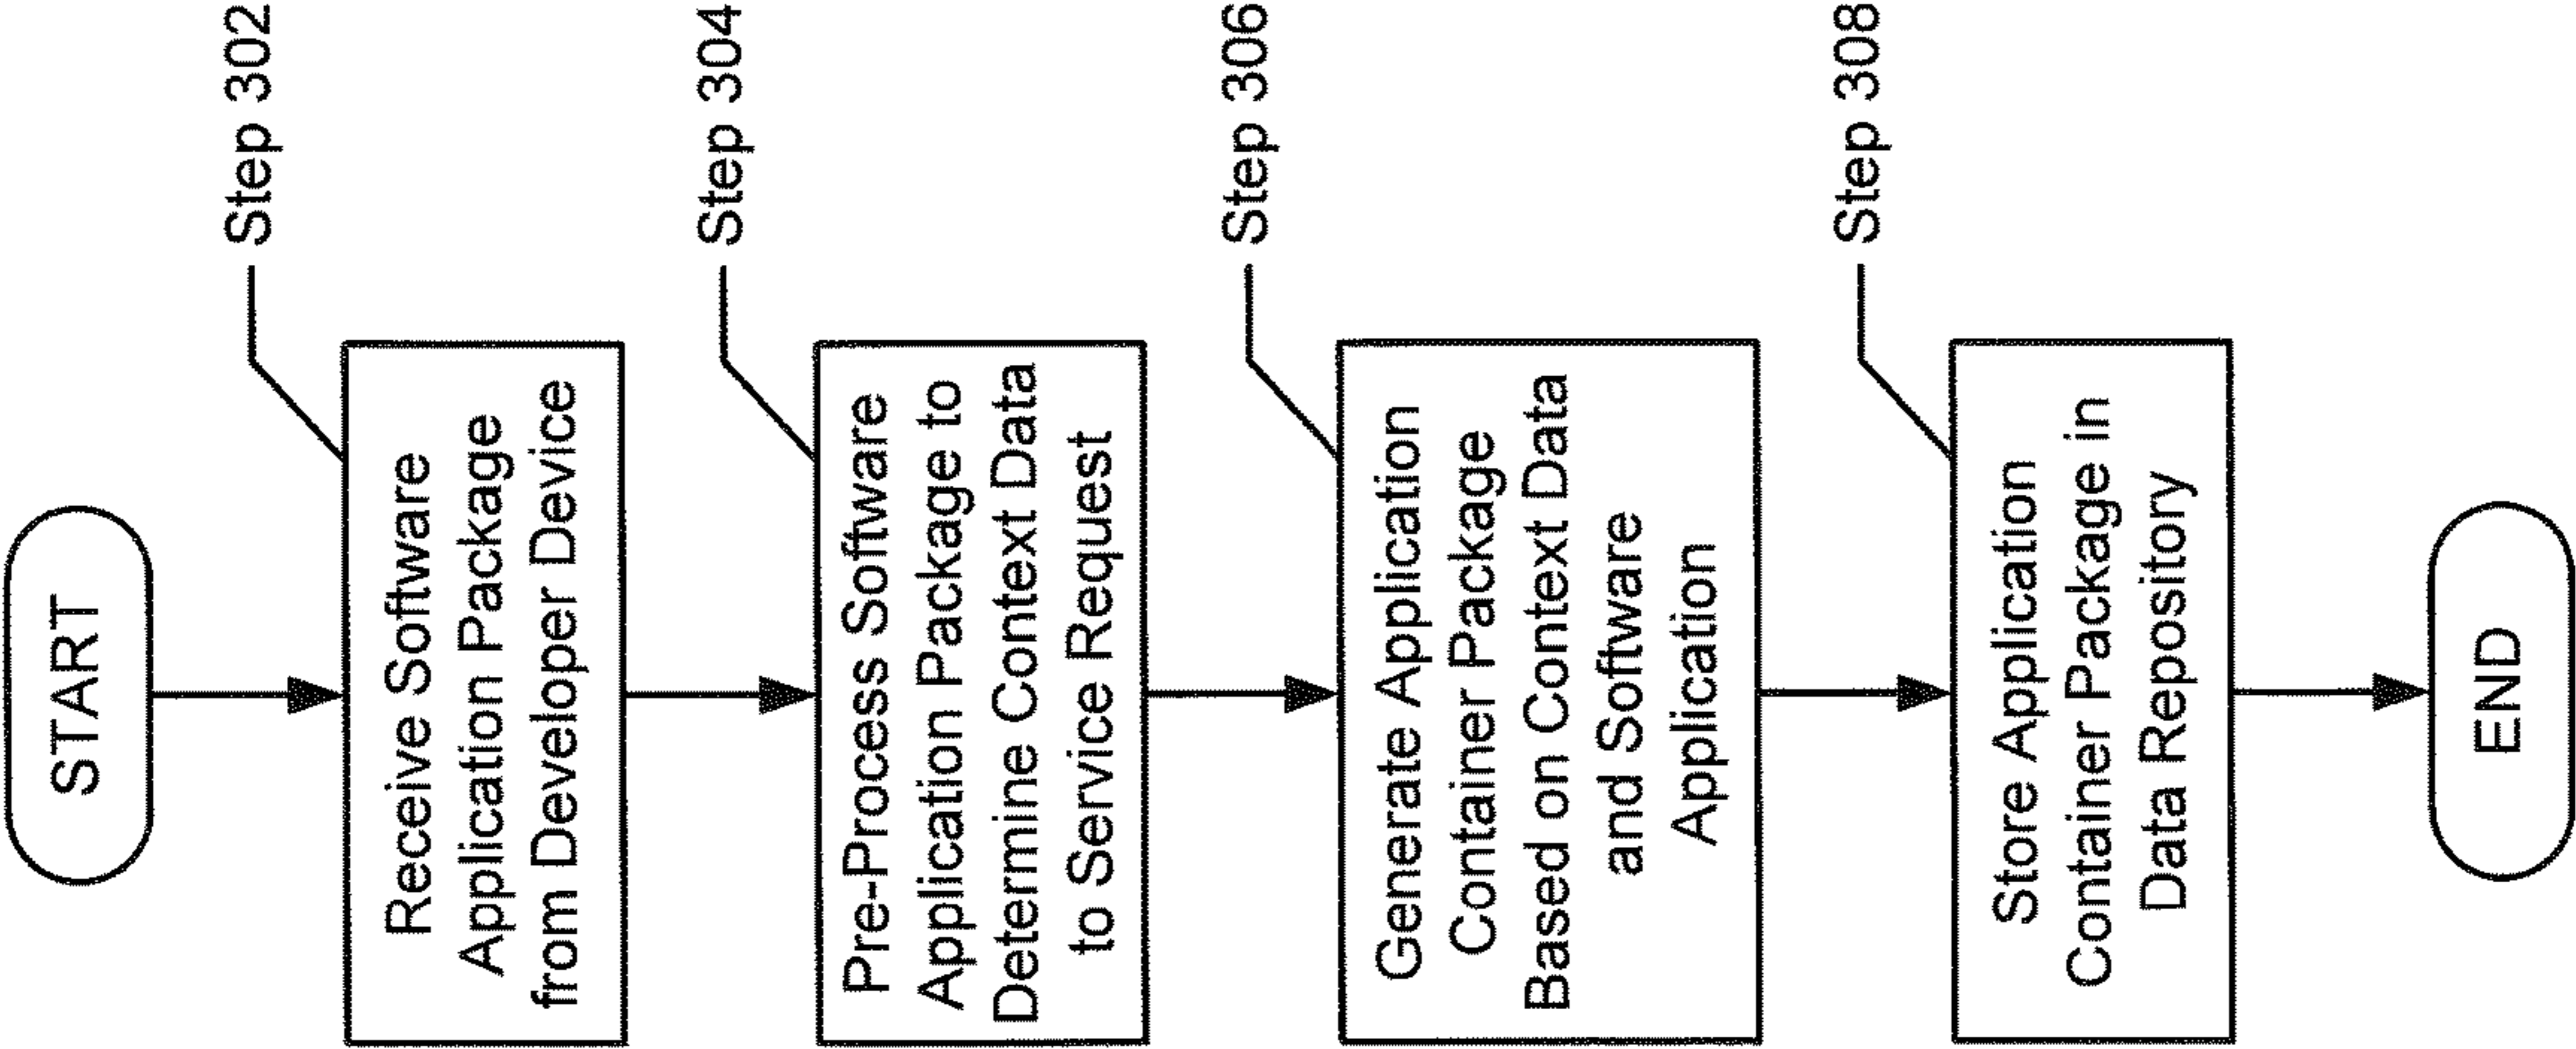 START
Step 302
Receive Software
Application Package
from Developer Device
Step 304
Pre-Process Software
Application Package to
Determine Context Data
to Service Request
Step 306
Generate Application
Container Package
Based on Context Data
and Software
Application
Step 308
Store Application
Container Package in
Data Repository
END